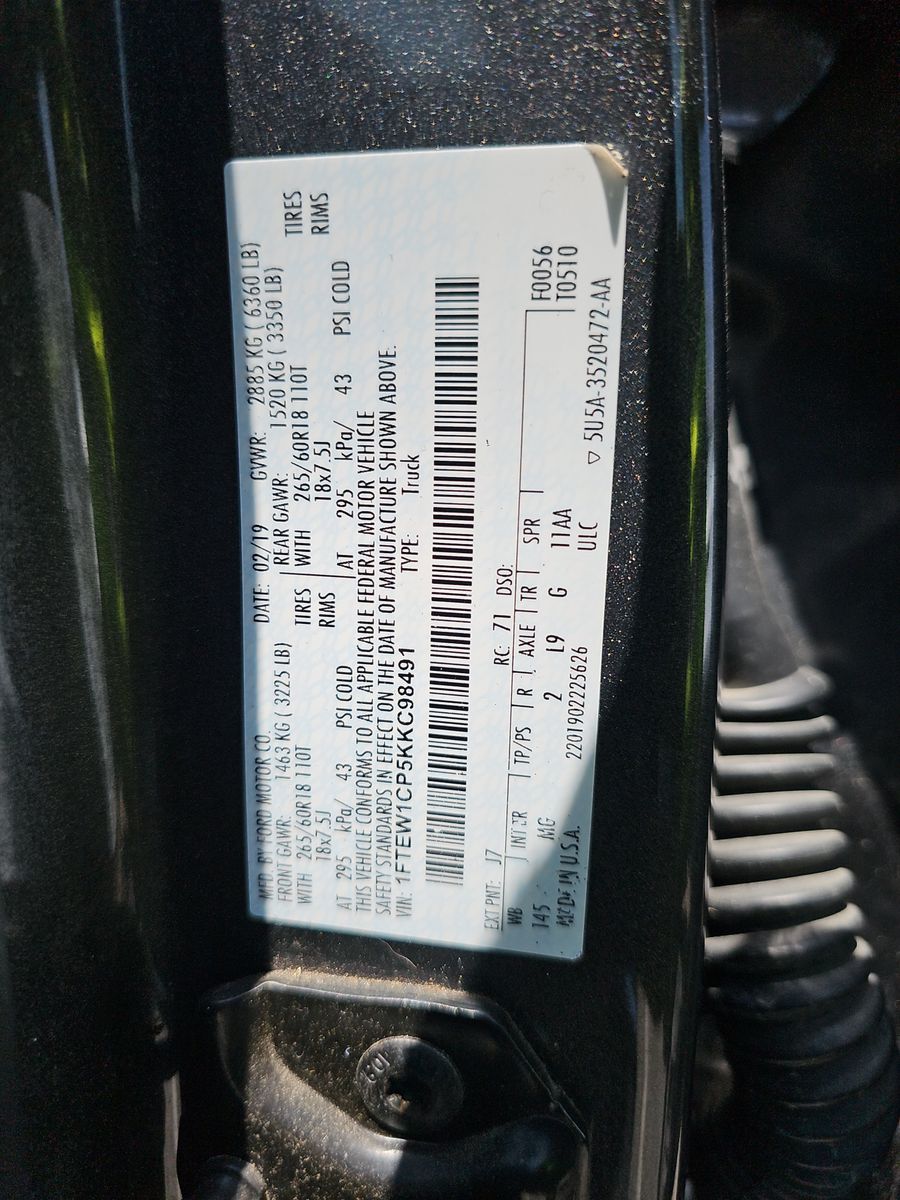 MFD. BY FORD MOTOR CO.
DATE: 02/19 GVWR: 2885 KG ( 6360 LB)
FRONT GAWR: 1463 KG ( 3225 LB) REAR GAWR: 1520 KG ( 3350 LB)
WITH 265/60R18 110T TIRES WITH 265/60R18 110T TIRES
18x7.5J RIMS 18x7.5J RIMS
AT 295 kPa/ 43 PSI COLD AT 295 kPa/ 43 PSI COLD
THIS VEHICLE CONFORMS TO ALL APPLICABLE FEDERAL MOTOR VEHICLE
SAFETY STANDARDS IN EFFECT ON THE DATE OF MANUFACTURE SHOWN ABOVE.
VIN: 1FTEW1CP5KKC98491 TYPE: Truck
EXT PNT: J7 RC: 71 DSO: F0056
WB INT CR TP/PS R AXLE TR SPR T0510
145 MG 2 L9 G 11AA
MADE IN U.S.A. 2201902225626 ULC ▽ 5U5A-3520472-AA